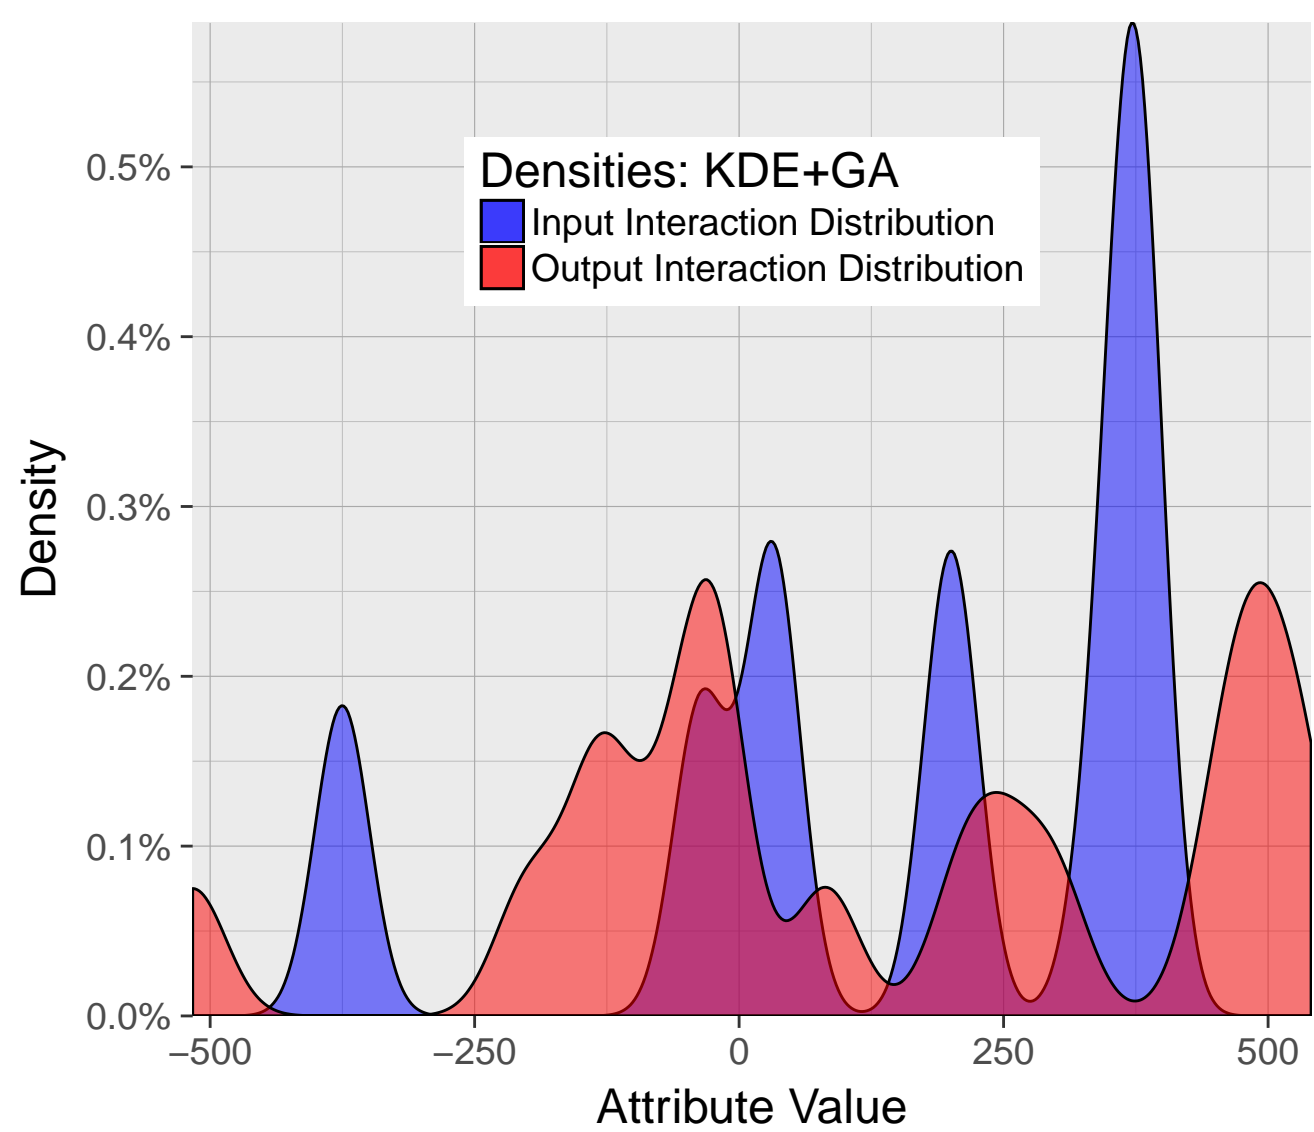 Densities: KDE+GA
Input Interaction Distribution
Output Interaction Distribution
Density
0.5%
0.4%
0.3%
0.2%
0.1%
0.0%
−500 −250 0 250 500
Attribute Value